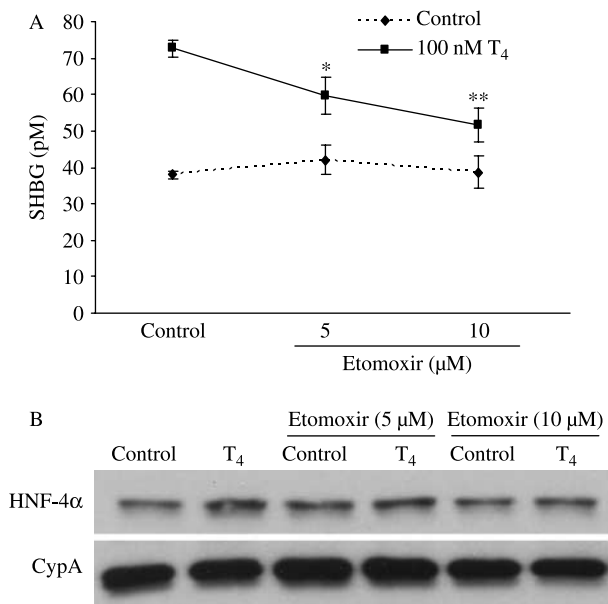 A
Control
100 nM T₄
80
70
60
50
40
30
20
10
0
SHBG (pM)
*
**
Control
5
10
Etomoxir (μM)
B
Etomoxir (5 μM) Etomoxir (10 μM)
Control T₄ Control T₄ Control T₄
HNF-4α
CypA